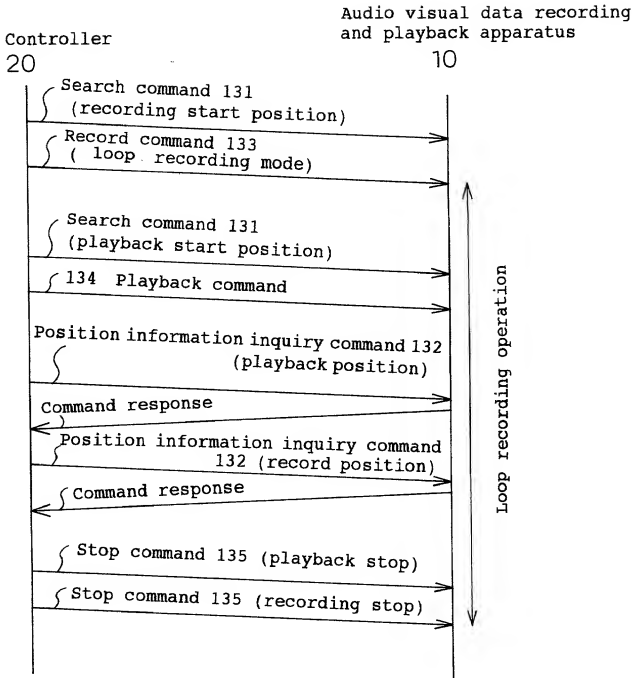 Audio visual data recording
and playback apparatus
Controller
20
10
Search command 131
(recording start position)
Record command 133
( loop recording mode)
Search command 131
(playback start position)
134 Playback command
Position information inquiry command 132
(playback position)
Command response
Position information inquiry command
132 (record position)
Command response
Stop command 135 (playback stop)
Stop command 135 (recording stop)
Loop recording operation